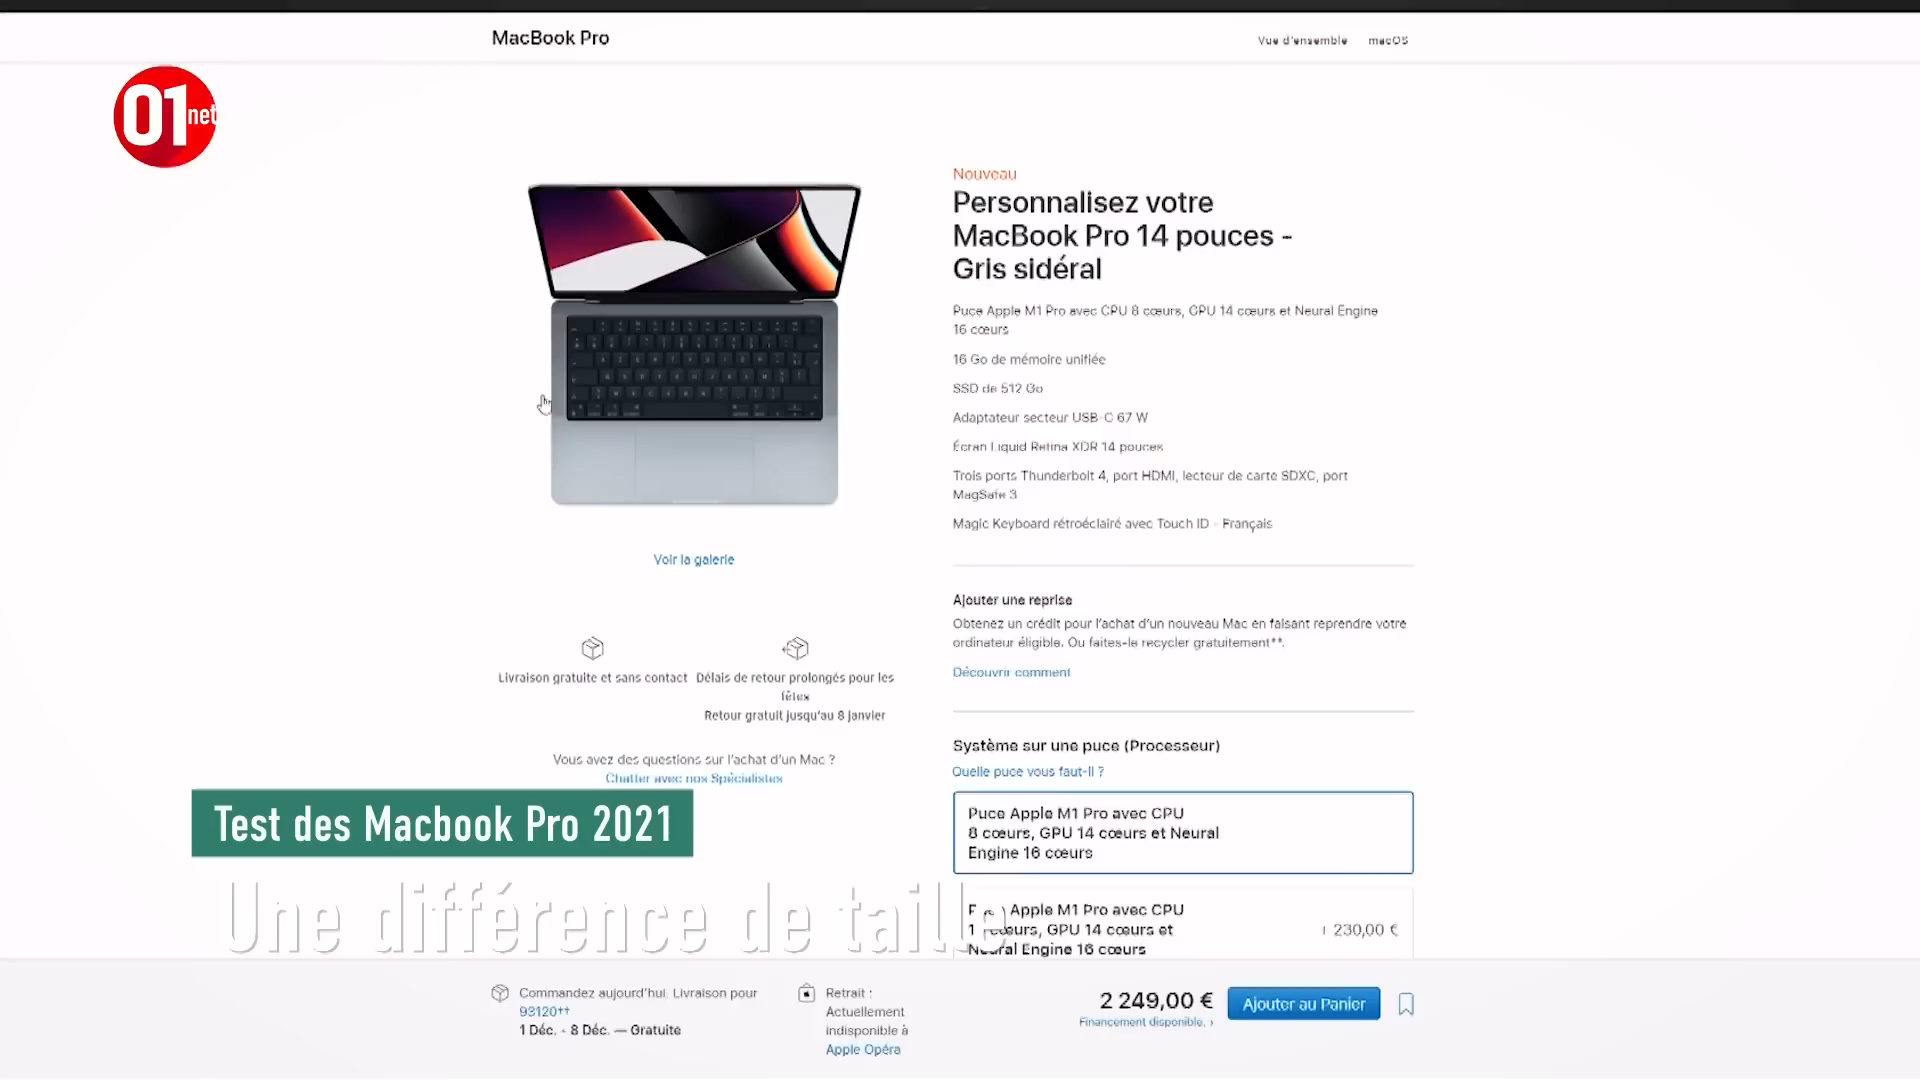 MacBook Pro
Vue d'ensemble
macOS
01net
Nouveau
Personnalisez votre
MacBook Pro 14 pouces -
Gris sidéral
Puce Apple M1 Pro avec CPU 8 cœurs, GPU 14 cœurs et Neural Engine
16 cœurs
16 Go de mémoire unifiée
SSD de 512 Go
Adaptateur secteur USB-C 67 W
Écran Liquid Retina XDR 14 pouces
Trois ports Thunderbolt 4, port HDMI, lecteur de carte SDXC, port
MagSafe 3
Magic Keyboard rétroéclairé avec Touch ID - Français
Voir la galerie
Ajouter une reprise
Obtenez un crédit pour l'achat d'un nouveau Mac en faisant reprendre votre
ordinateur éligible. Ou faites-le recycler gratuitement**.
Découvrir comment
Livraison gratuite et sans contact
Délais de retour prolongés pour les
fêtes
Retour gratuit jusqu'au 8 janvier
Vous avez des questions sur l'achat d'un Mac ?
Chatter avec nos Spécialistes
Système sur une puce (Processeur)
Quelle puce vous faut-il ?
Puce Apple M1 Pro avec CPU
8 cœurs, GPU 14 cœurs et Neural
Engine 16 cœurs
Test des Macbook Pro 2021
Une différence de taille
Apple M1 Pro avec CPU
cœurs, GPU 14 cœurs et
Neural Engine 16 cœurs
+ 230,00 €
Commandez aujourd'hui. Livraison pour
93120††
1 Déc. - 8 Déc. — Gratuite
Retrait :
Actuellement
indisponible à
Apple Opéra
2 249,00 €
Financement disponible. ›
Ajouter au Panier